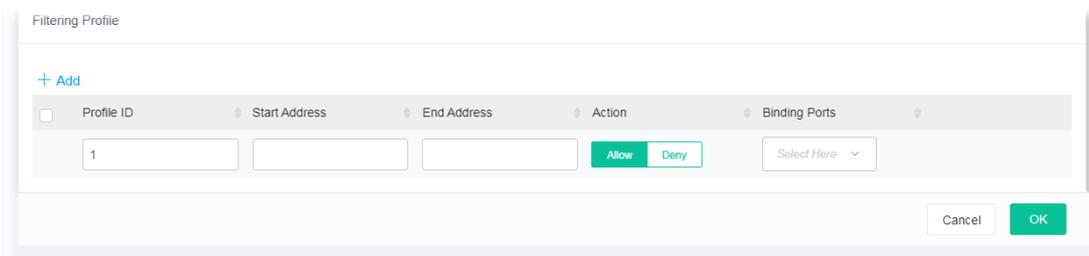 Filtering Profile
+ Add
Profile ID Start Address End Address Action Binding Ports
1 Allow Deny Select Here
Cancel OK